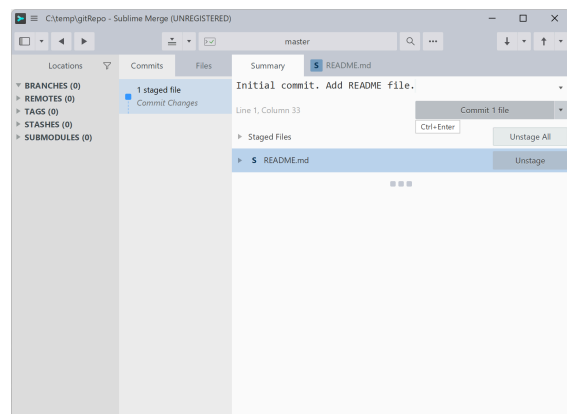 C:\temp\gitRepo - Sublime Merge (UNREGISTERED)
master
Locations
Commits
Files
Summary
S README.md
BRANCHES (0)
REMOTES (0)
TAGS (0)
STASHES (0)
SUBMODULES (0)
1 staged file
Commit Changes
Initial commit. Add README file.
Line 1, Column 33
Commit 1 file
Ctrl+Enter
Staged Files
Unstage All
S README.md
Unstage